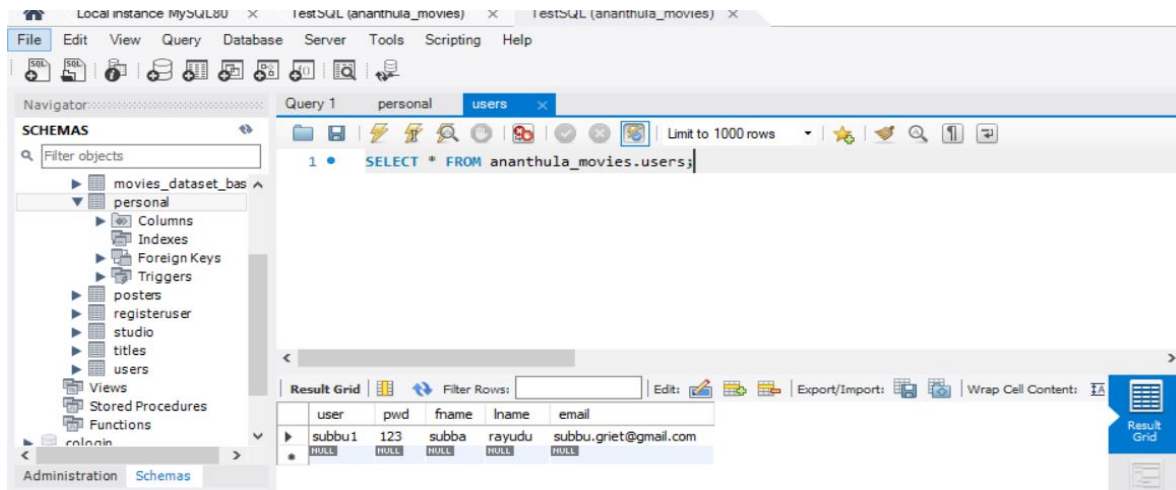 Local instance MySQL80 × TestSQL (ananthula_movies) × TestSQL (ananthula_movies) ×
File Edit View Query Database Server Tools Scripting Help
Navigator
Query 1 personal users ×
SCHEMAS
Limit to 1000 rows
Filter objects
1 SELECT * FROM ananthula_movies.users;
movies_dataset_bas
personal
Columns
Indexes
Foreign Keys
Triggers
posters
registeruser
studio
titles
users
Views
Stored Procedures
Functions
cologin
Administration Schemas
Result Grid Filter Rows: Edit: Export/Import: Wrap Cell Content: IA
user pwd fname lname email
subbu1 123 subba rayudu subbu.griet@gmail.com
NULL NULL NULL NULL NULL
Result
Grid